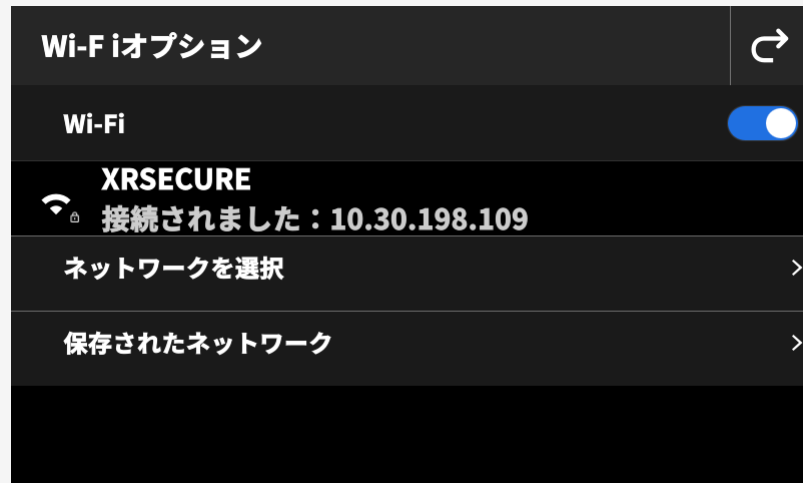 Wi-F iオプション
Wi-Fi
XRSECURE
接続されました：10.30.198.109
ネットワークを選択
保存されたネットワーク